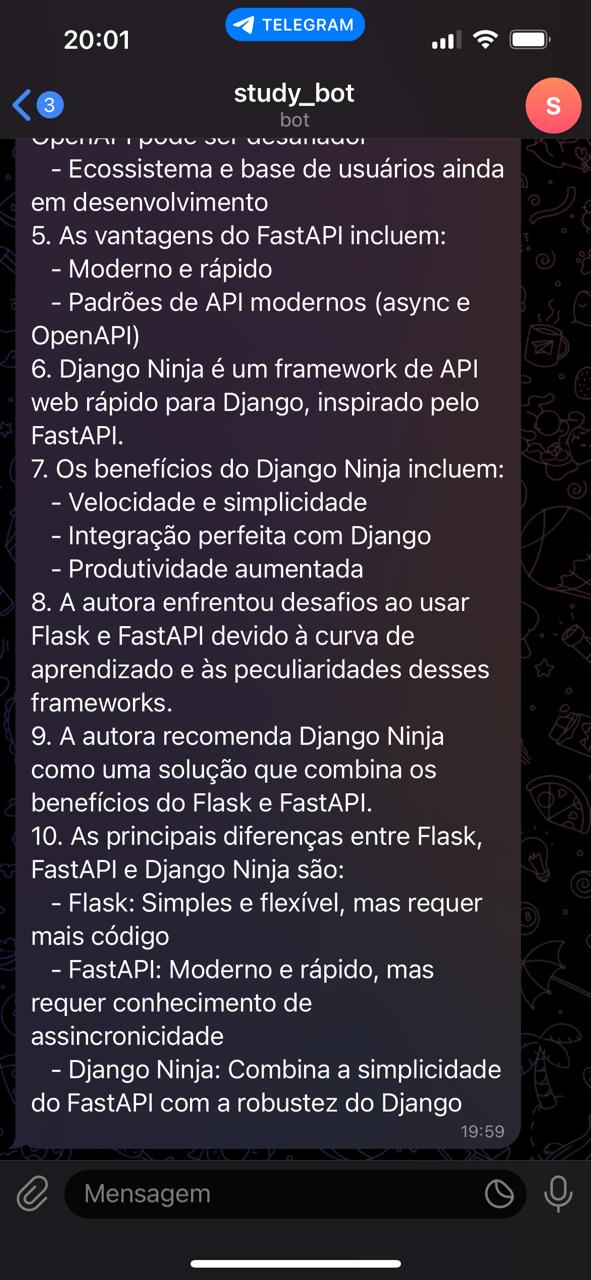 20:01
TELEGRAM
3
study_bot
bot
S
OpenAPI pode ser desafiador
- Ecossistema e base de usuários ainda
em desenvolvimento
5. As vantagens do FastAPI incluem:
- Moderno e rápido
- Padrões de API modernos (async e
OpenAPI)
6. Django Ninja é um framework de API
web rápido para Django, inspirado pelo
FastAPI.
7. Os benefícios do Django Ninja incluem:
- Velocidade e simplicidade
- Integração perfeita com Django
- Produtividade aumentada
8. A autora enfrentou desafios ao usar
Flask e FastAPI devido à curva de
aprendizado e às peculiaridades desses
frameworks.
9. A autora recomenda Django Ninja
como uma solução que combina os
benefícios do Flask e FastAPI.
10. As principais diferenças entre Flask,
FastAPI e Django Ninja são:
- Flask: Simples e flexível, mas requer
mais código
- FastAPI: Moderno e rápido, mas
requer conhecimento de
assincronicidade
- Django Ninja: Combina a simplicidade
do FastAPI com a robustez do Django
19:59
Mensagem